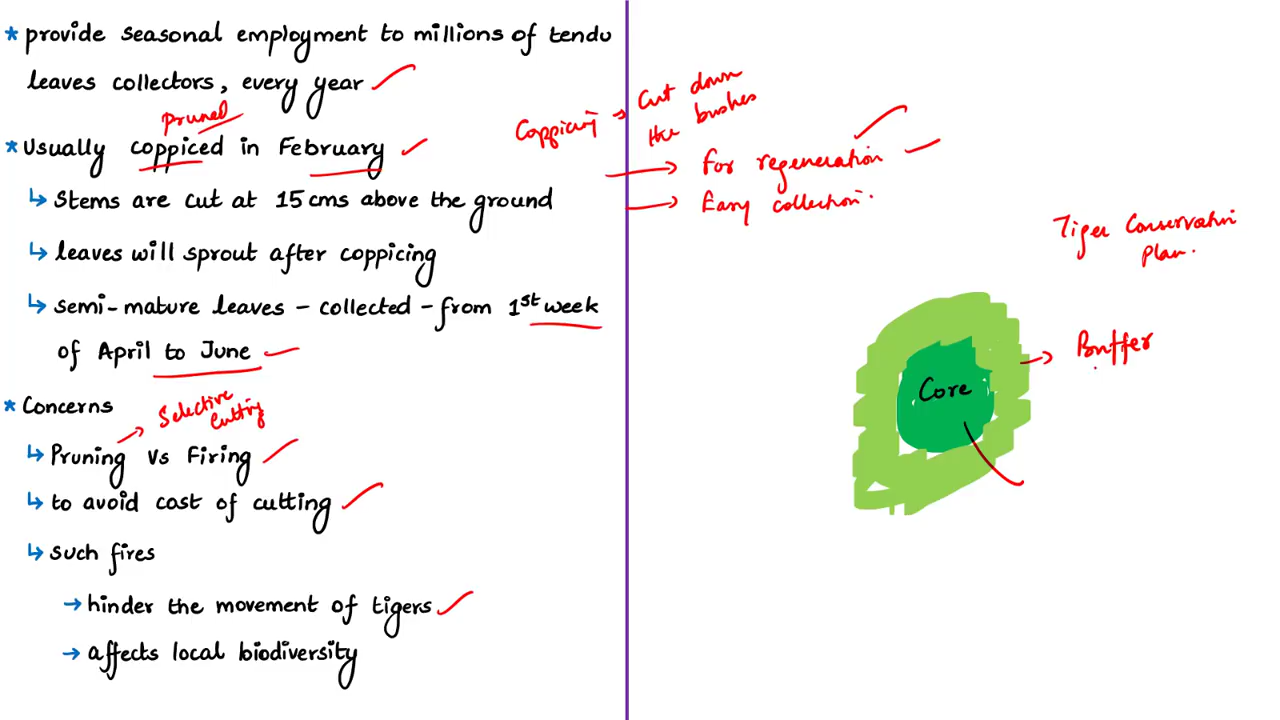 * provide seasonal employment to millions of tendu
leaves collectors, every year
pruned
* Usually coppiced in February
↳ Stems are cut at 15 cms above the ground
↳ leaves will sprout after coppicing
↳ semi-mature leaves - collected - from 1st week
of April to June
* Concerns
Selective
cutting
↳ Pruning Vs Firing
↳ to avoid cost of cutting
↳ such fires
→ hinder the movement of tigers
→ affects local biodiversity
Coppicing → Cut down
the bushes
→ For regeneration
→ Easy collection.
Tiger Conservation
Plan.
→ Buffer
Core